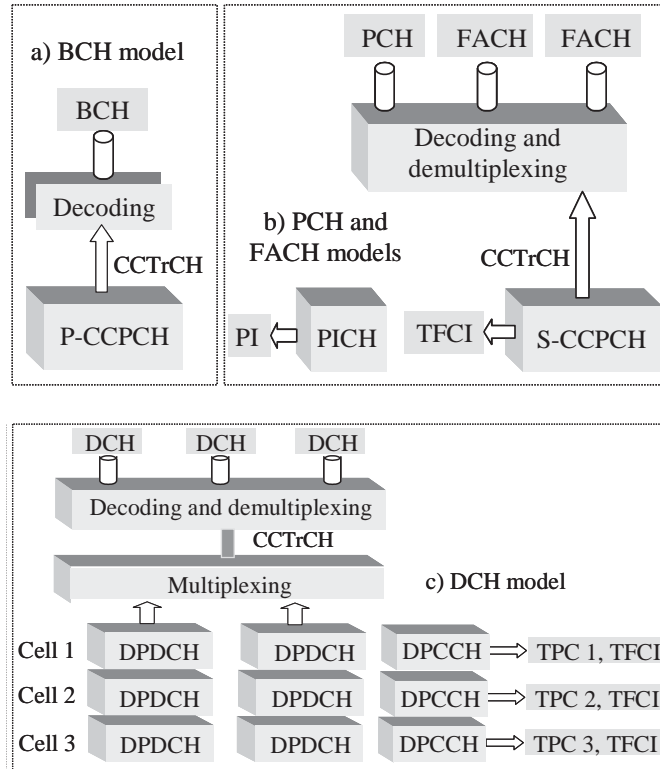 a) BCH model
BCH
Decoding
CCTrCH
P-CCPCH
PCH FACH FACH
Decoding and
demultiplexing
b) PCH and
FACH models
CCTrCH
PI PICH TFCI S-CCPCH
DCH DCH DCH
Decoding and demultiplexing
CCTrCH
Multiplexing
c) DCH model
Cell 1 DPDCH DPDCH DPCCH TPC 1, TFCI
Cell 2 DPDCH DPDCH DPCCH TPC 2, TFCI
Cell 3 DPDCH DPDCH DPCCH TPC 3, TFCI